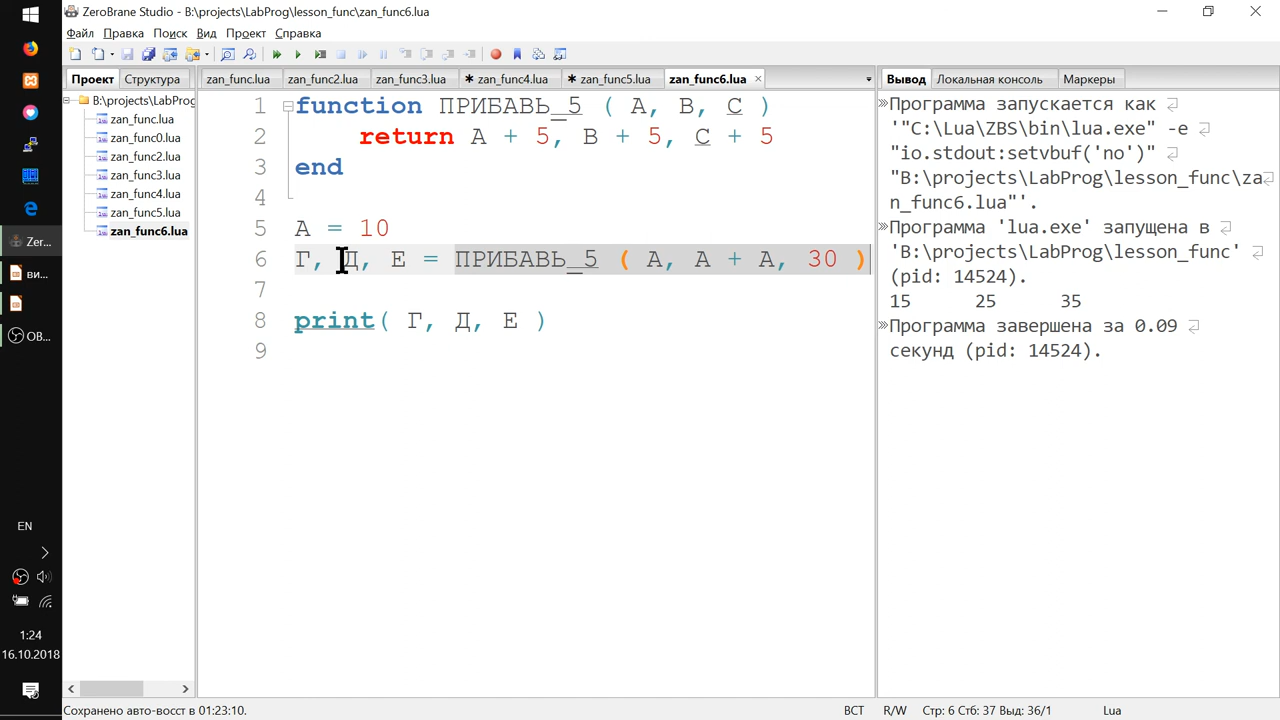 ZeroBrane Studio - B:\projects\LabProg\lesson_func\zan_func6.lua
Файл Правка Поиск Вид Проект Справка
Проект Структура
zan_func.lua zan_func2.lua zan_func3.lua * zan_func4.lua * zan_func5.lua zan_func6.lua
Вывод Локальная консоль Маркеры
B:\projects\LabProg
zan_func.lua
zan_func0.lua
zan_func2.lua
zan_func3.lua
zan_func4.lua
zan_func5.lua
zan_func6.lua
1 function ПРИБАВЬ_5 ( А, В, С )
2 return А + 5, В + 5, С + 5
3 end
4
5 А = 10
6 Г, Д, Е = ПРИБАВЬ_5 ( А, А + А, 30 )
7
8 print( Г, Д, Е )
9
Программа запускается как
'"C:\Lua\ZBS\bin\lua.exe" -e
"io.stdout:setvbuf('no')"
"B:\projects\LabProg\lesson_func\za
n_func6.lua"'.
Программа 'lua.exe' запущена в
'B:\projects\LabProg\lesson_func'
(pid: 14524).
15 25 35
Программа завершена за 0.09
секунд (pid: 14524).
Zer...
ви...
OB...
EN
1:24
16.10.2018
Сохранено авто-восст в 01:23:10.
ВСТ R/W Стр: 6 Стб: 37 Выд: 36/1 Lua